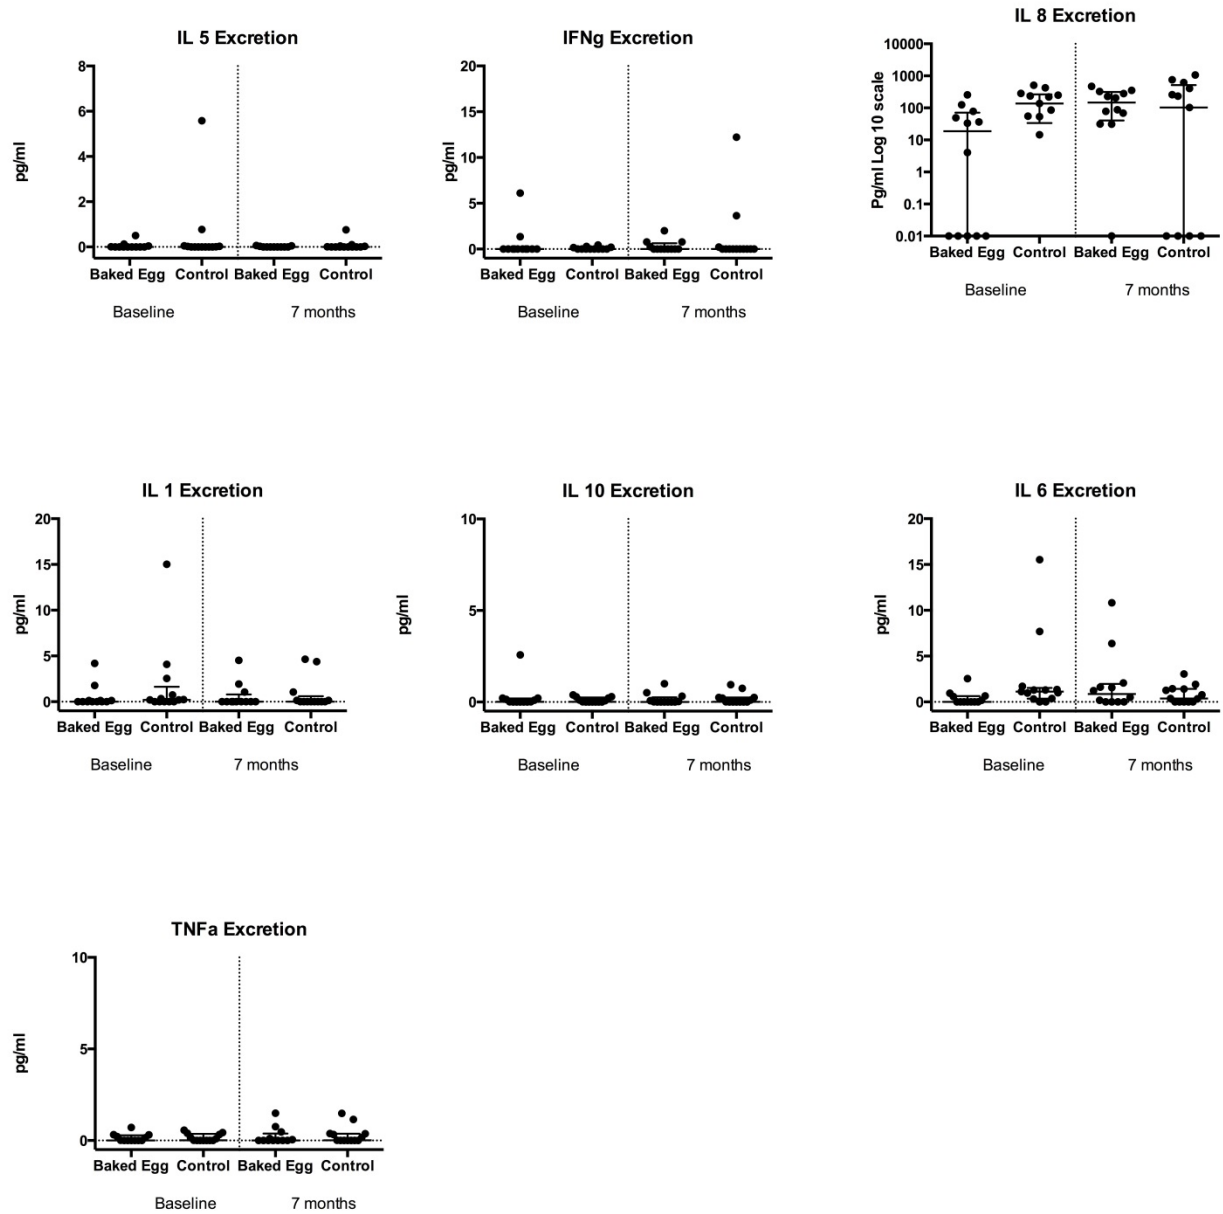 IL 5 Excretion
8
6
4
2
0
pg/ml
Baked Egg Control Baked Egg Control
Baseline 7 months
IFNg Excretion
20
15
10
5
0
pg/ml
Baked Egg Control Baked Egg Control
Baseline 7 months
IL 8 Excretion
10000
1000
100
10
1
0.1
0.01
Pg/ml Log 10 scale
Baked Egg Control Baked Egg Control
Baseline 7 months
IL 1 Excretion
20
15
10
5
0
pg/ml
Baked Egg Control Baked Egg Control
Baseline 7 months
IL 10 Excretion
10
5
0
pg/ml
Baked Egg Control Baked Egg Control
Baseline 7 months
IL 6 Excretion
20
15
10
5
0
pg/ml
Baked Egg Control Baked Egg Control
Baseline 7 months
TNFa Excretion
10
5
0
pg/ml
Baked Egg Control Baked Egg Control
Baseline 7 months